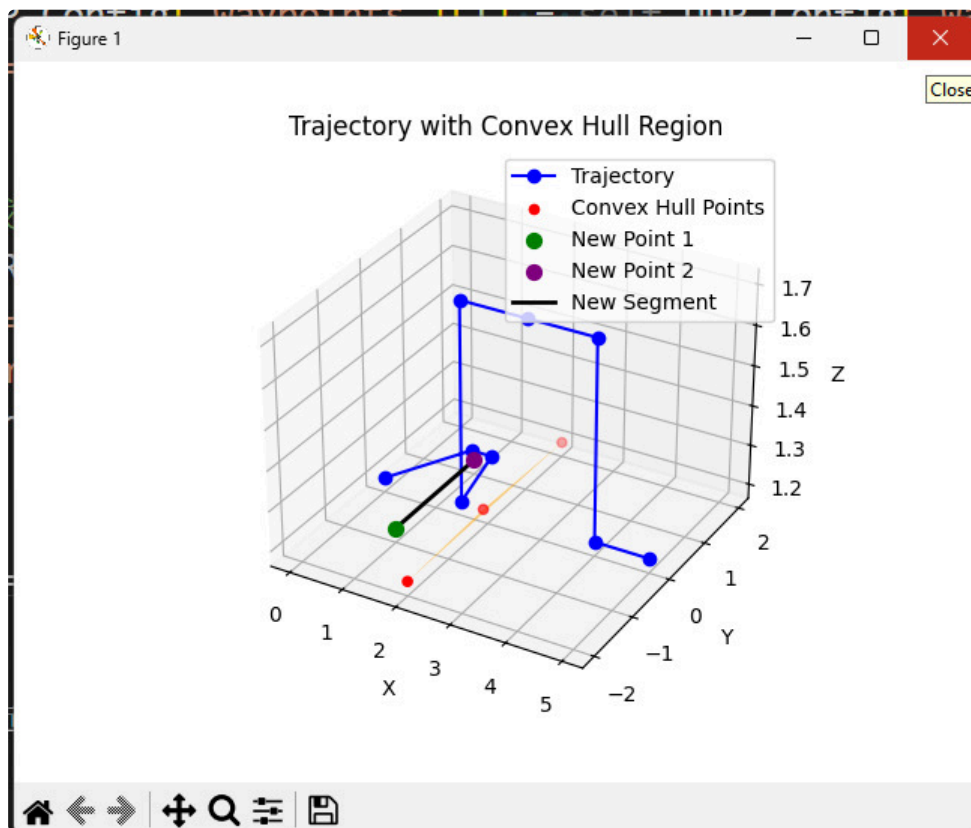 Figure 1
Close
Trajectory with Convex Hull Region
Trajectory
Convex Hull Points
New Point 1
New Point 2
New Segment
1.7
1.6
1.5
Z
1.4
1.3
1.2
2
1
0
Y
−1
−2
0
1
2
3
X
4
5